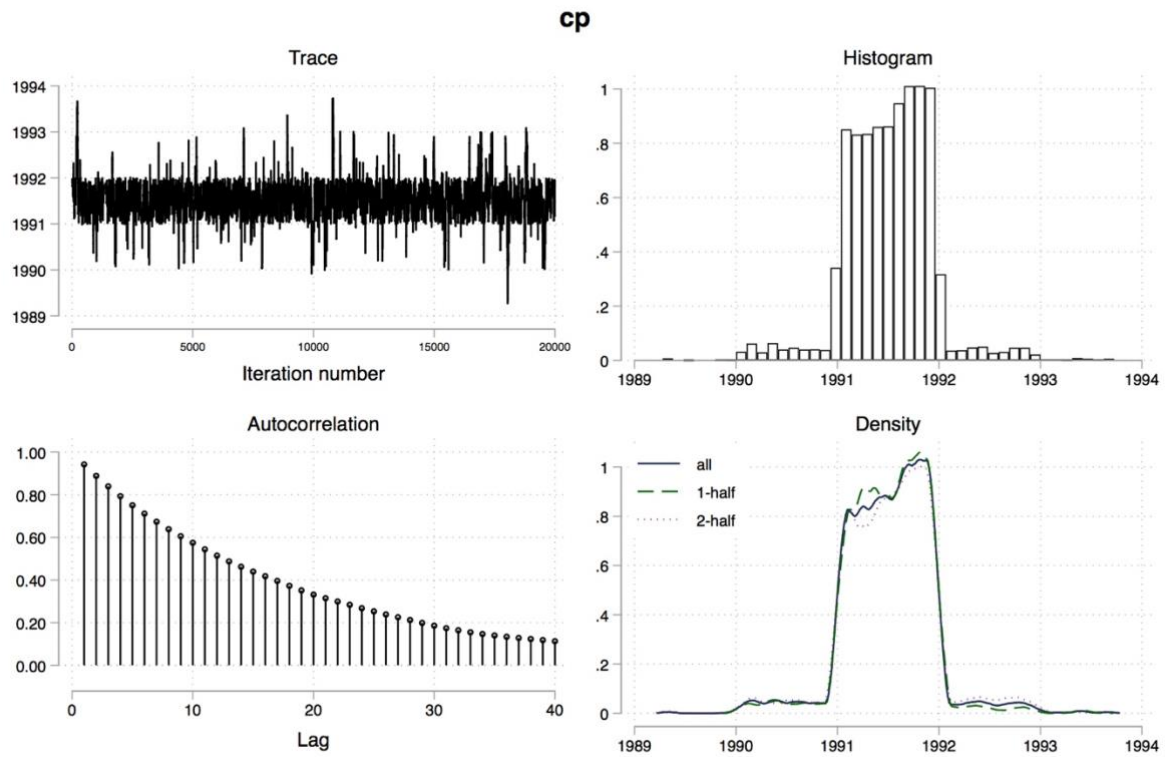 cp
Trace
1994
1993
1992
1991
1990
1989
0 5000 10000 15000 20000
Iteration number
Histogram
1
.8
.6
.4
.2
0
1989 1990 1991 1992 1993 1994
Autocorrelation
1.00
0.80
0.60
0.40
0.20
0.00
0 10 20 30 40
Lag
Density
all
1-half
2-half
1
.8
.6
.4
.2
0
1989 1990 1991 1992 1993 1994